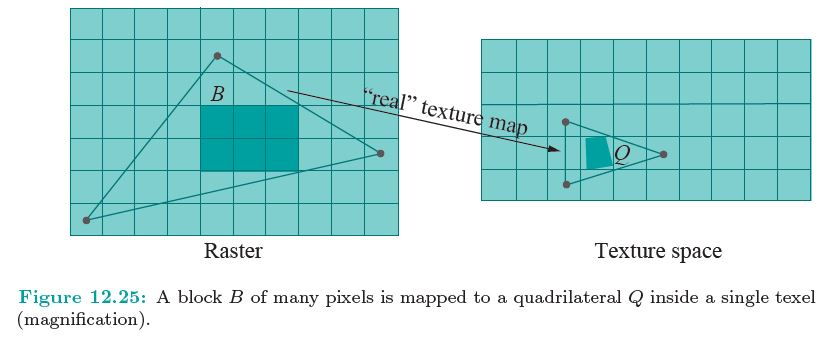 B
“real” texture map
Q
Raster
Texture space
Figure 12.25: A block B of many pixels is mapped to a quadrilateral Q inside a single texel
(magnification).